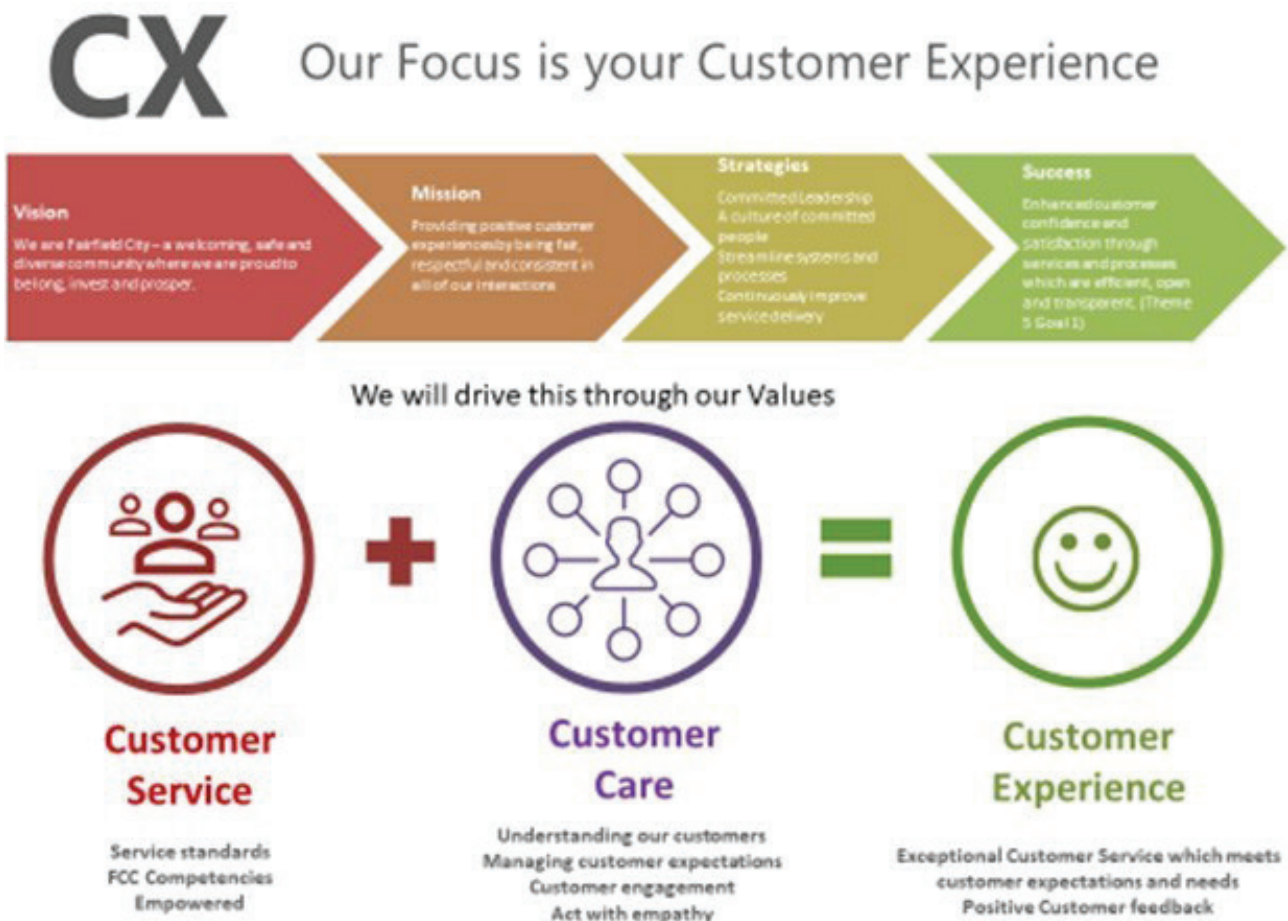 CX
Our Focus is your Customer Experience
Vision
We are Fairfield City – a welcoming, safe and
diverse community where we are proud to
belong, invest and prosper.
Mission
Providing positive customer
experiences by being fair,
respectful and consistent in
all of our interactions
Strategies
Committed Leadership
A culture of committed
people
Streamline systems and
processes
Continuously improve
service delivery
Success
Enhanced customer
confidence and
satisfaction through
services and processes
which are efficient, open
and transparent. (Theme
5 Goal 1)
We will drive this through our Values
Customer
Service
Service standards
FCC Competencies
Empowered
Customer
Care
Understanding our customers
Managing customer expectations
Customer engagement
Act with empathy
Customer
Experience
Exceptional Customer Service which meets
customer expectations and needs
Positive Customer feedback